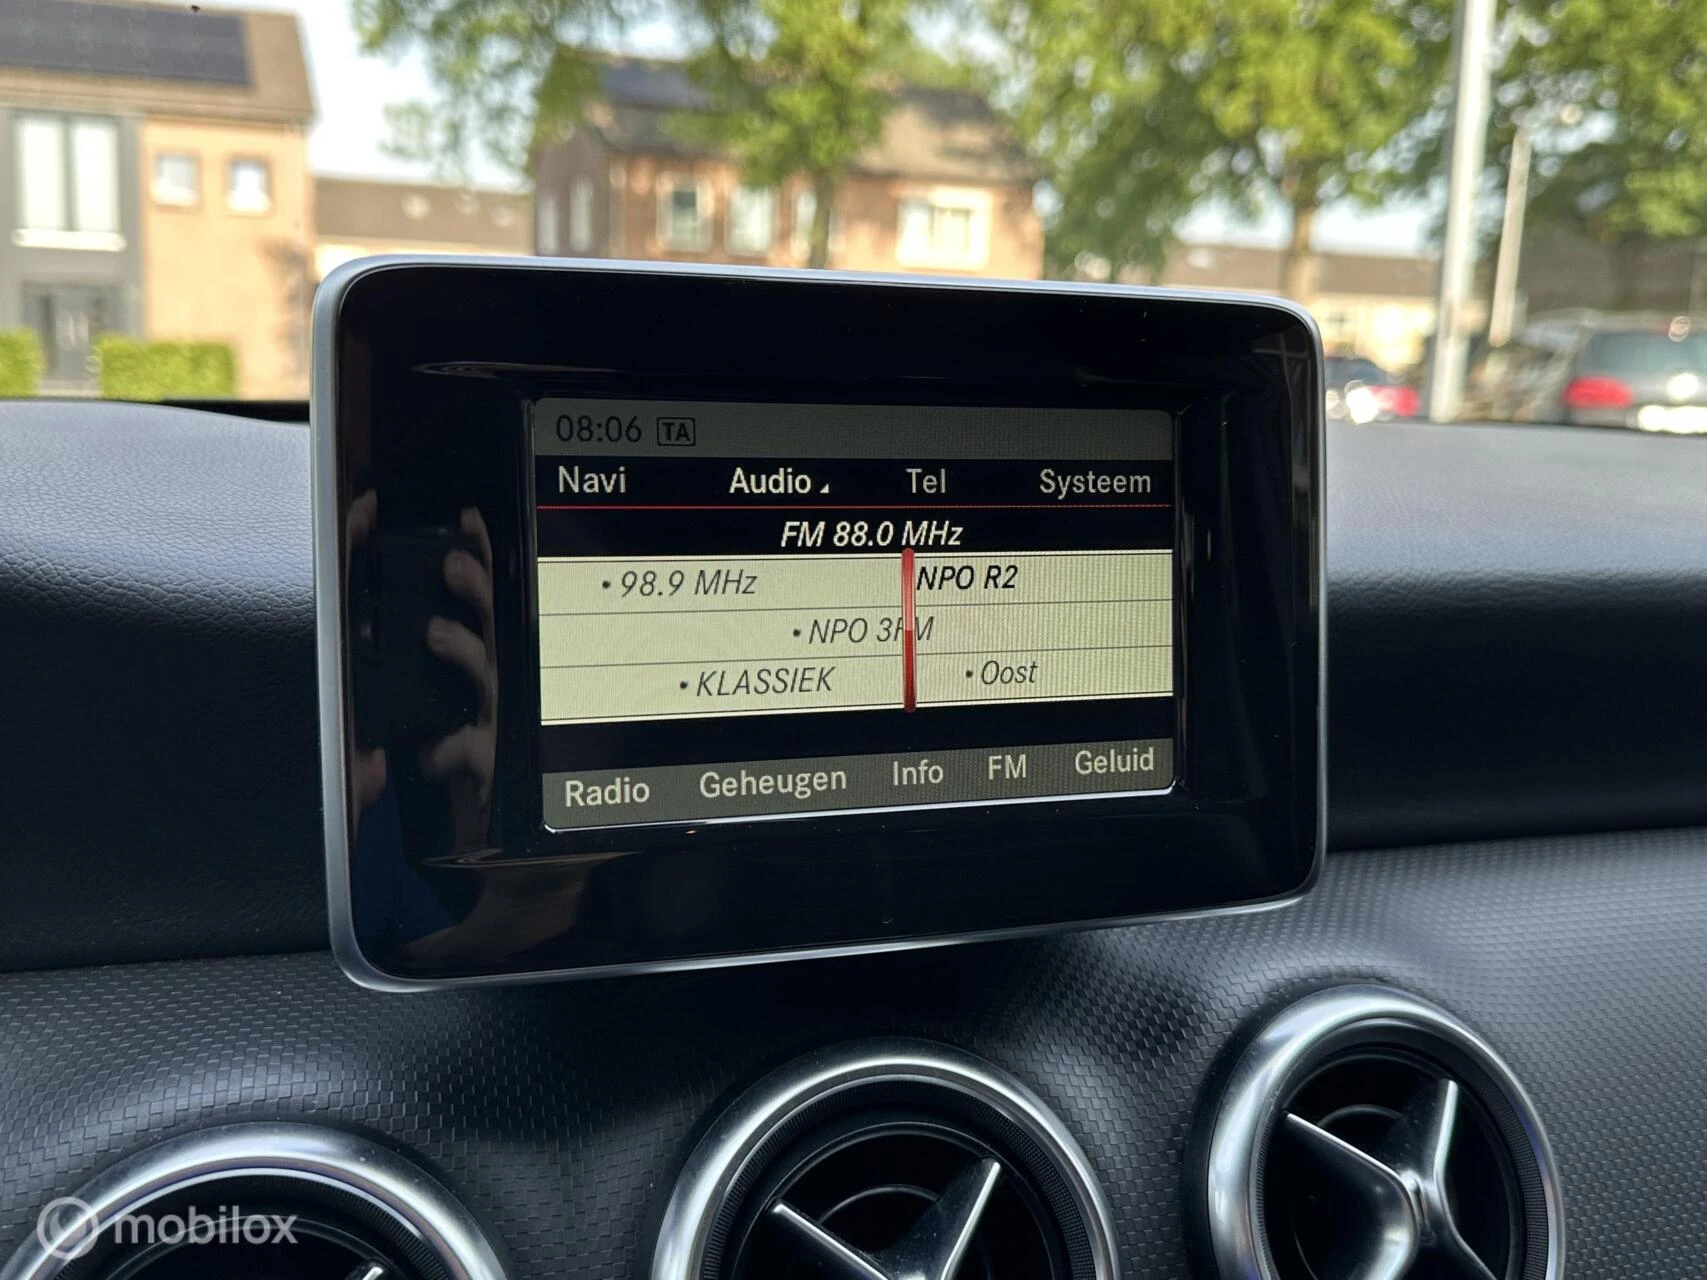 08:06 TA
Navi Audio Tel Systeem
FM 88.0 MHz
• 98.9 MHz NPO R2
• NPO 3FM
• KLASSIEK • Oost
Radio Geheugen Info FM Geluid
mobilox